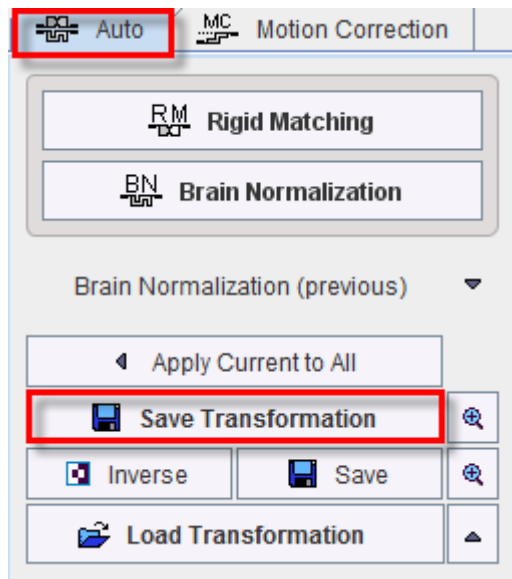 Auto MC Motion Correction
RM Rigid Matching
BN Brain Normalization
Brain Normalization (previous)
Apply Current to All
Save Transformation
Inverse Save
Load Transformation